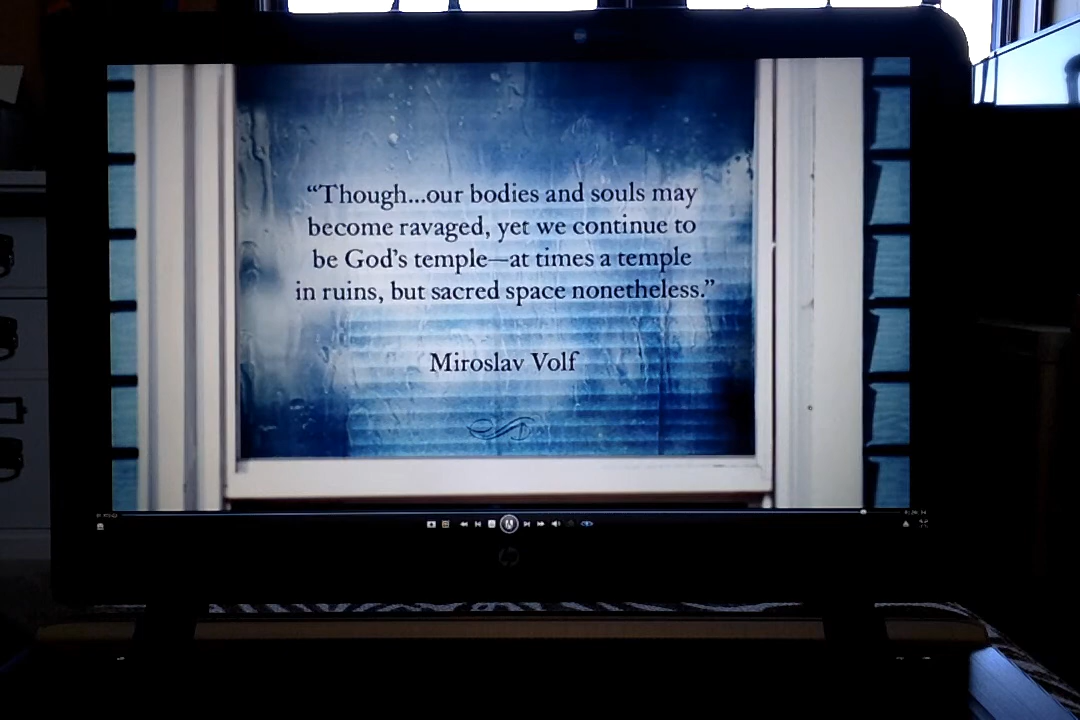 “Though...our bodies and souls may
become ravaged, yet we continue to
be God’s temple—at times a temple
in ruins, but sacred space nonetheless.”
Miroslav Volf
hp